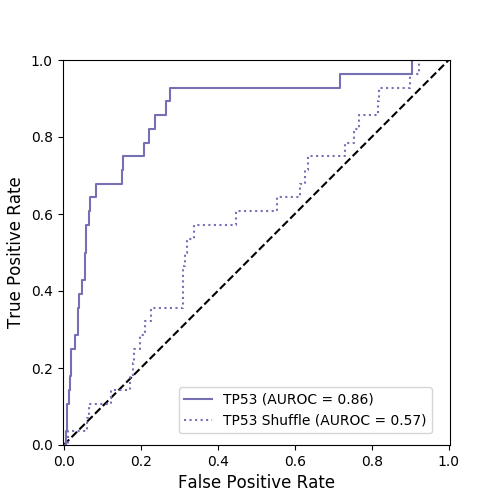 1.0
0.8
0.6
0.4
0.2
0.0
True Positive Rate
TP53 (AUROC = 0.86)
TP53 Shuffle (AUROC = 0.57)
0.0 0.2 0.4 0.6 0.8 1.0
False Positive Rate